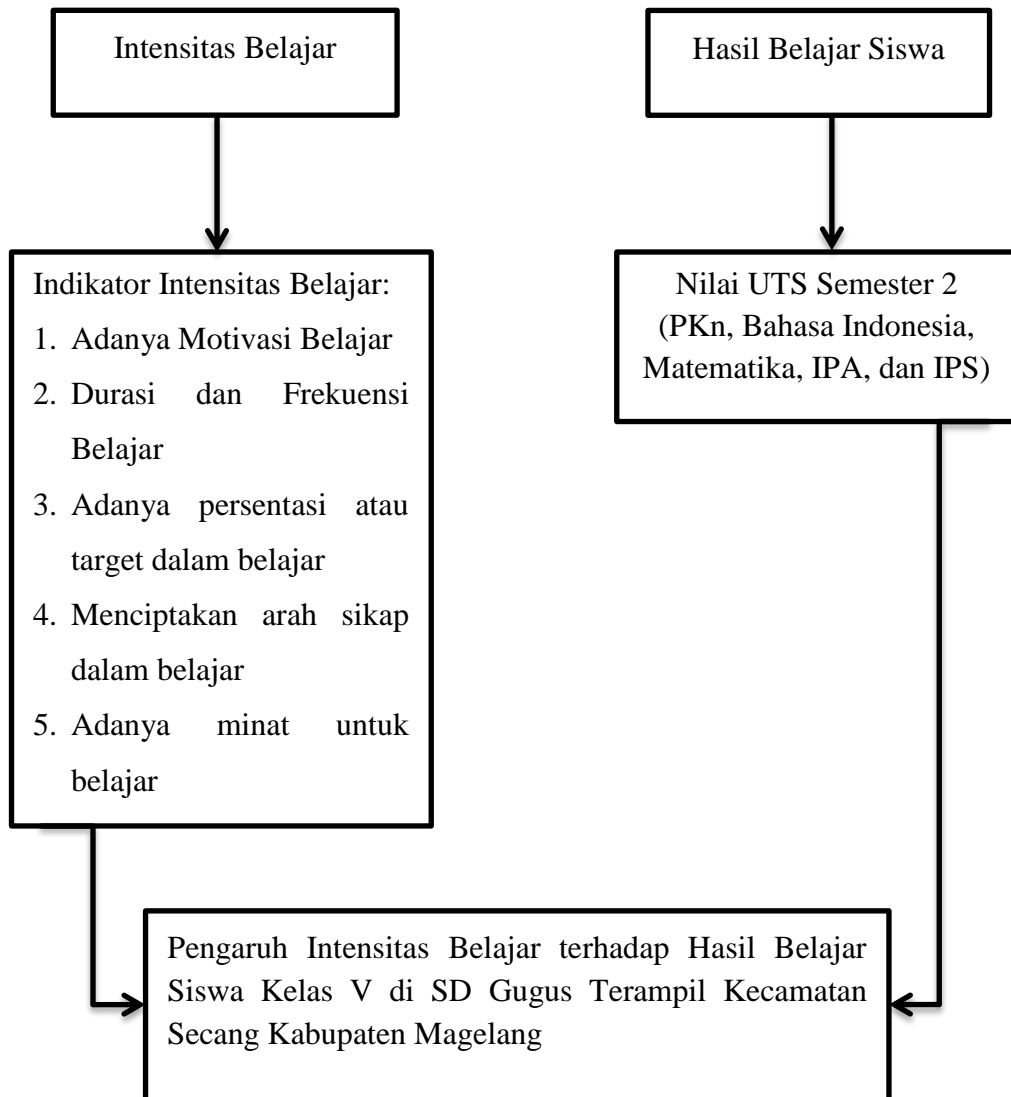 Intensitas Belajar
Hasil Belajar Siswa
Indikator Intensitas Belajar:
1. Adanya Motivasi Belajar
2. Durasi dan Frekuensi
Belajar
3. Adanya persentasi atau
target dalam belajar
4. Menciptakan arah sikap
dalam belajar
5. Adanya minat untuk
belajar
Nilai UTS Semester 2
(PKn, Bahasa Indonesia,
Matematika, IPA, dan IPS)
Pengaruh Intensitas Belajar terhadap Hasil Belajar
Siswa Kelas V di SD Gugus Terampil Kecamatan
Secang Kabupaten Magelang